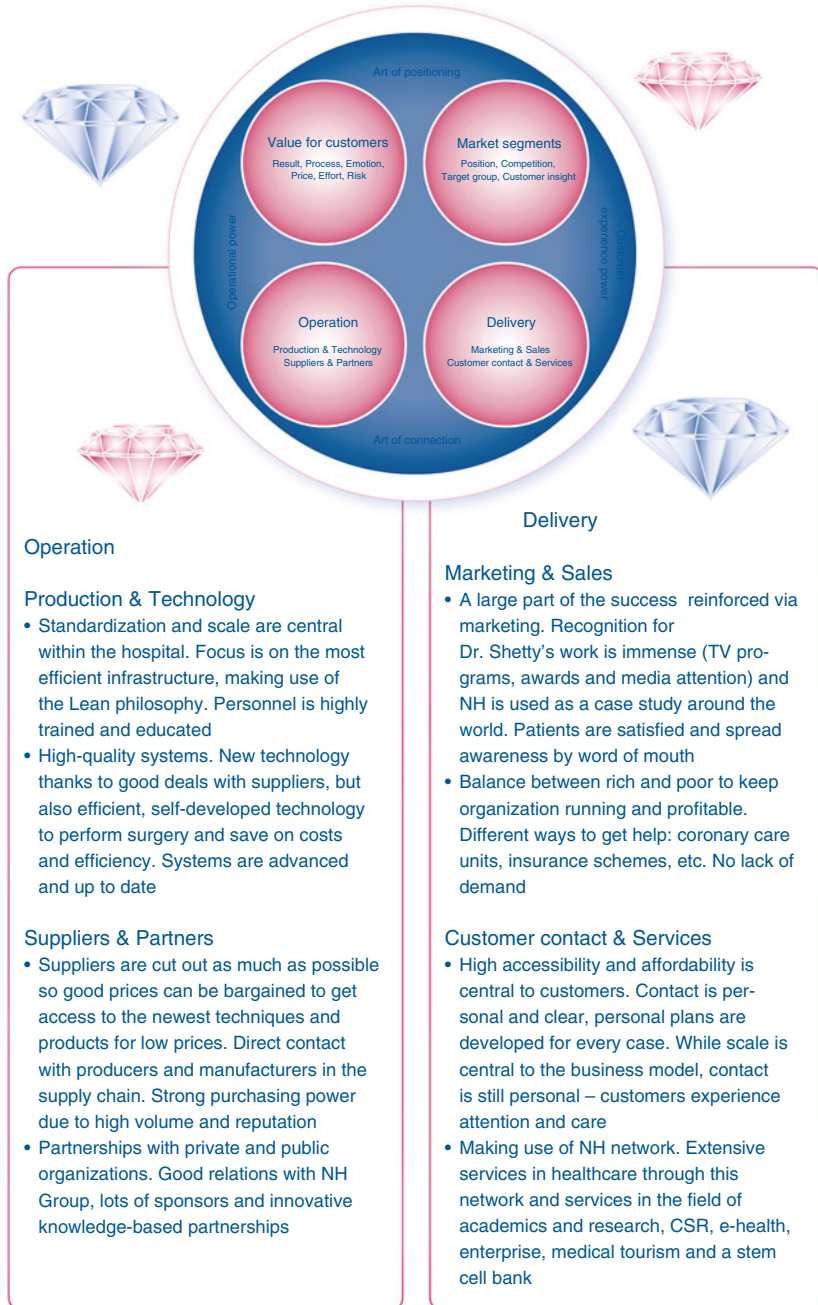 Art of positioning
Value for customers
Result, Process, Emotion,
Price, Effort, Risk
Market segments
Position, Competition,
Target group, Customer insight
Operational power
Customer
experience power
Operation
Production & Technology
Suppliers & Partners
Delivery
Marketing & Sales
Customer contact & Services
Art of connection
Operation
Production & Technology
• Standardization and scale are central
within the hospital. Focus is on the most
efficient infrastructure, making use of
the Lean philosophy. Personnel is highly
trained and educated
• High-quality systems. New technology
thanks to good deals with suppliers, but
also efficient, self-developed technology
to perform surgery and save on costs
and efficiency. Systems are advanced
and up to date
Suppliers & Partners
• Suppliers are cut out as much as possible
so good prices can be bargained to get
access to the newest techniques and
products for low prices. Direct contact
with producers and manufacturers in the
supply chain. Strong purchasing power
due to high volume and reputation
• Partnerships with private and public
organizations. Good relations with NH
Group, lots of sponsors and innovative
knowledge-based partnerships
Delivery
Marketing & Sales
• A large part of the success reinforced via
marketing. Recognition for
Dr. Shetty's work is immense (TV pro-
grams, awards and media attention) and
NH is used as a case study around the
world. Patients are satisfied and spread
awareness by word of mouth
• Balance between rich and poor to keep
organization running and profitable.
Different ways to get help: coronary care
units, insurance schemes, etc. No lack of
demand
Customer contact & Services
• High accessibility and affordability is
central to customers. Contact is per-
sonal and clear, personal plans are
developed for every case. While scale is
central to the business model, contact
is still personal – customers experience
attention and care
• Making use of NH network. Extensive
services in healthcare through this
network and services in the field of
academics and research, CSR, e-health,
enterprise, medical tourism and a stem
cell bank